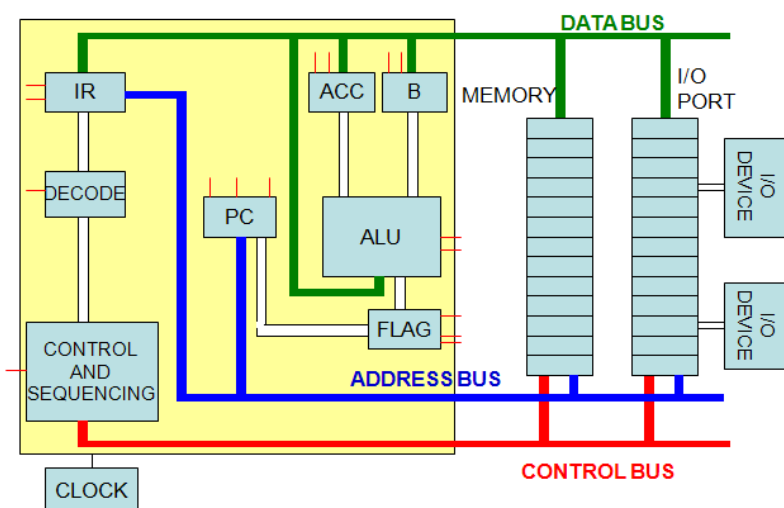 DATA BUS
IR
ACC
B
MEMORY
I/O
PORT
DECODE
PC
ALU
I/O
DEVICE
FLAG
I/O
DEVICE
CONTROL
AND
SEQUENCING
ADDRESS BUS
CONTROL BUS
CLOCK